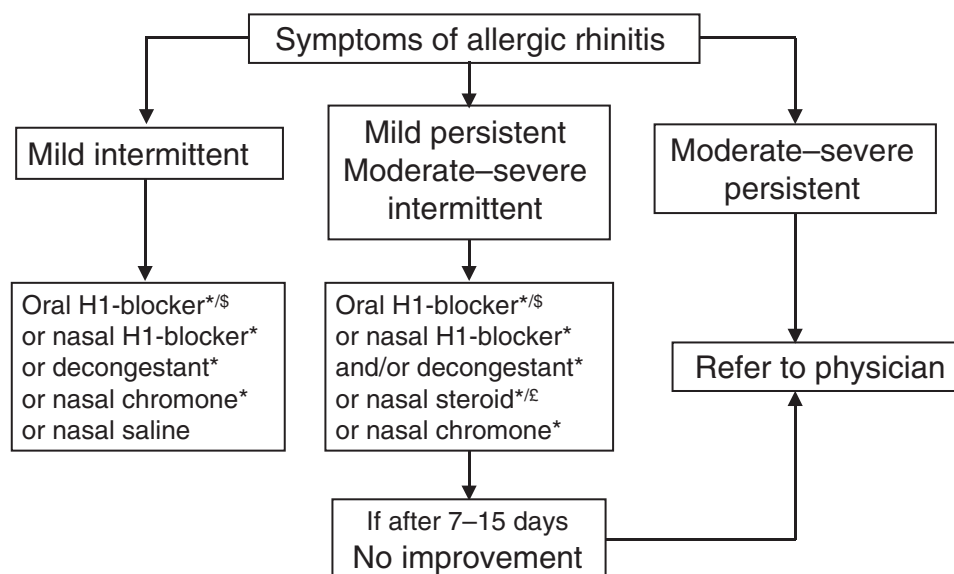 Symptoms of allergic rhinitis
Mild intermittent
Mild persistent
Moderate–severe
intermittent
Moderate–severe
persistent
Oral H1-blocker*/$
or nasal H1-blocker*
or decongestant*
or nasal chromone*
or nasal saline
Oral H1-blocker*/$
or nasal H1-blocker*
and/or decongestant*
or nasal steroid*/£
or nasal chromone*
Refer to physician
If after 7–15 days
No improvement